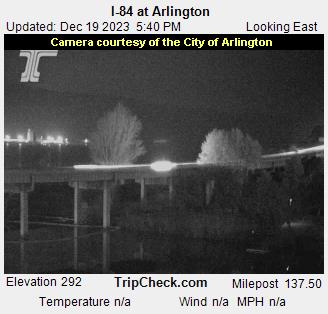 I-84 at Arlington
Updated: Dec 19 2023 5:40 PM Looking East
Camera courtesy of the City of Arlington
Elevation 292 TripCheck.com Milepost 137.50
Temperature n/a Wind n/a MPH n/a